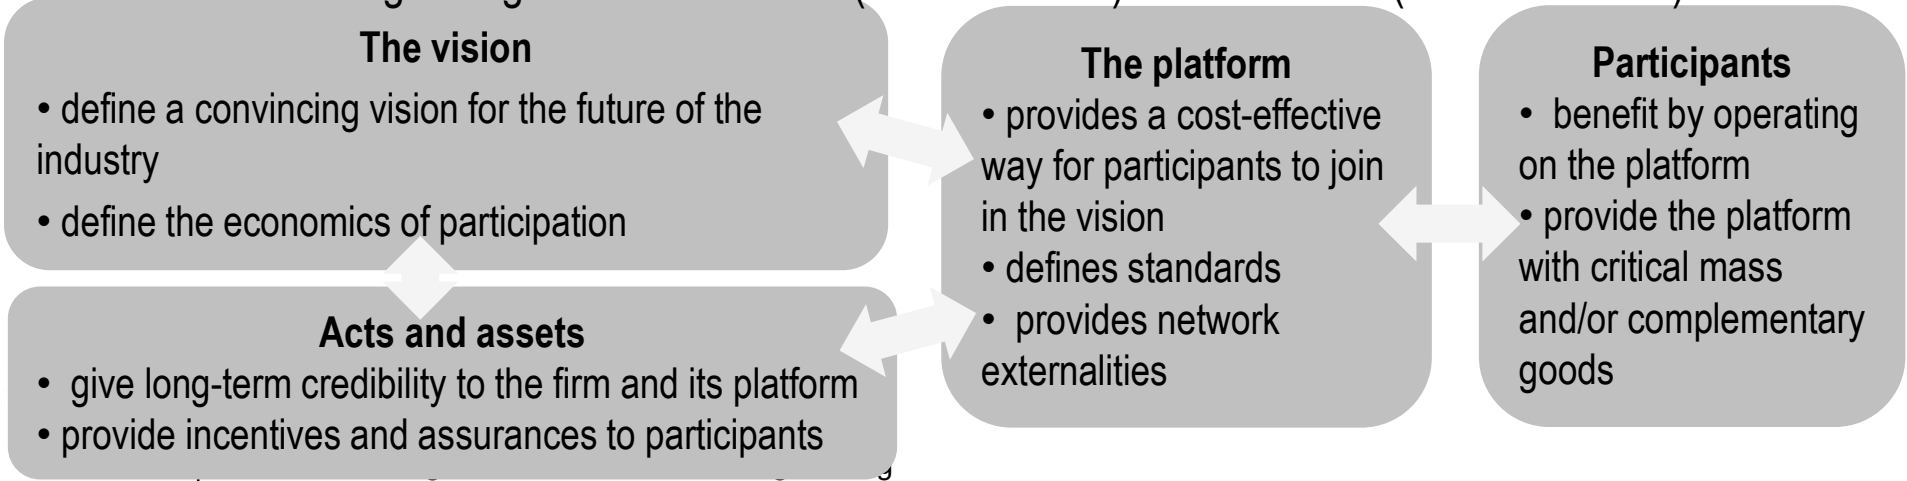 The vision
• define a convincing vision for the future of the
industry
• define the economics of participation
Acts and assets
• give long-term credibility to the firm and its platform
• provide incentives and assurances to participants
The platform
• provides a cost-effective
way for participants to join
in the vision
• defines standards
• provides network
externalities
Participants
• benefit by operating
on the platform
• provide the platform
with critical mass
and/or complementary
goods